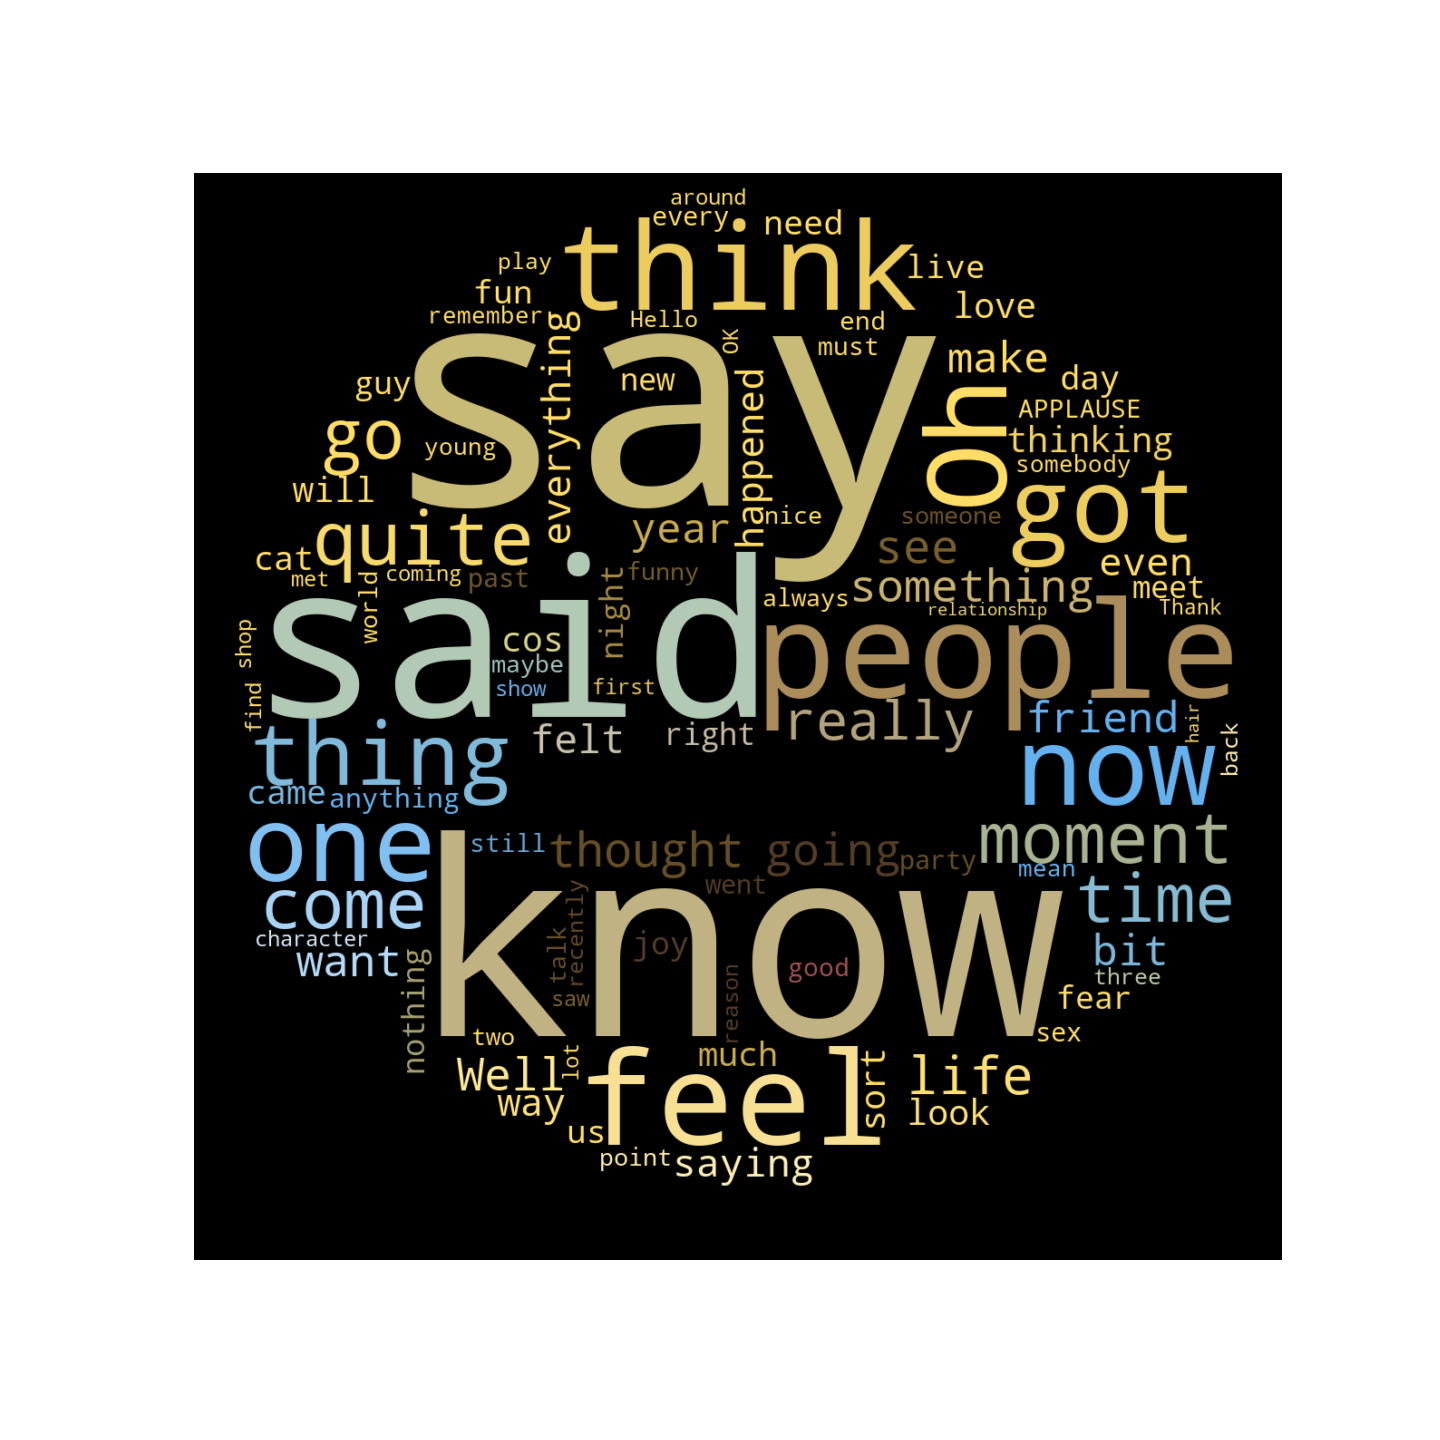 around
every
need
think
play
live
fun
love
remember
Hello
end
OK
must
say
make
everything
new
happened
day
guy
oh
APPLAUSE
go
young
thinking
somebody
will
got
quite
year
nice
someone
see
cat
even
met
world
coming
past
night
funny
something
meet
always
relationship
Thank
said
people
shop
cos
maybe
show
first
find
thing
felt
right
really
friend
hair
now
back
came
anything
one
still
thought
going
party
moment
mean
know
went
come
time
character
want
nothing
talk
recently
joy
good
reason
saw
bit
three
fear
two
sex
Well
lot
much
feel
sort
life
way
look
us
point
saying